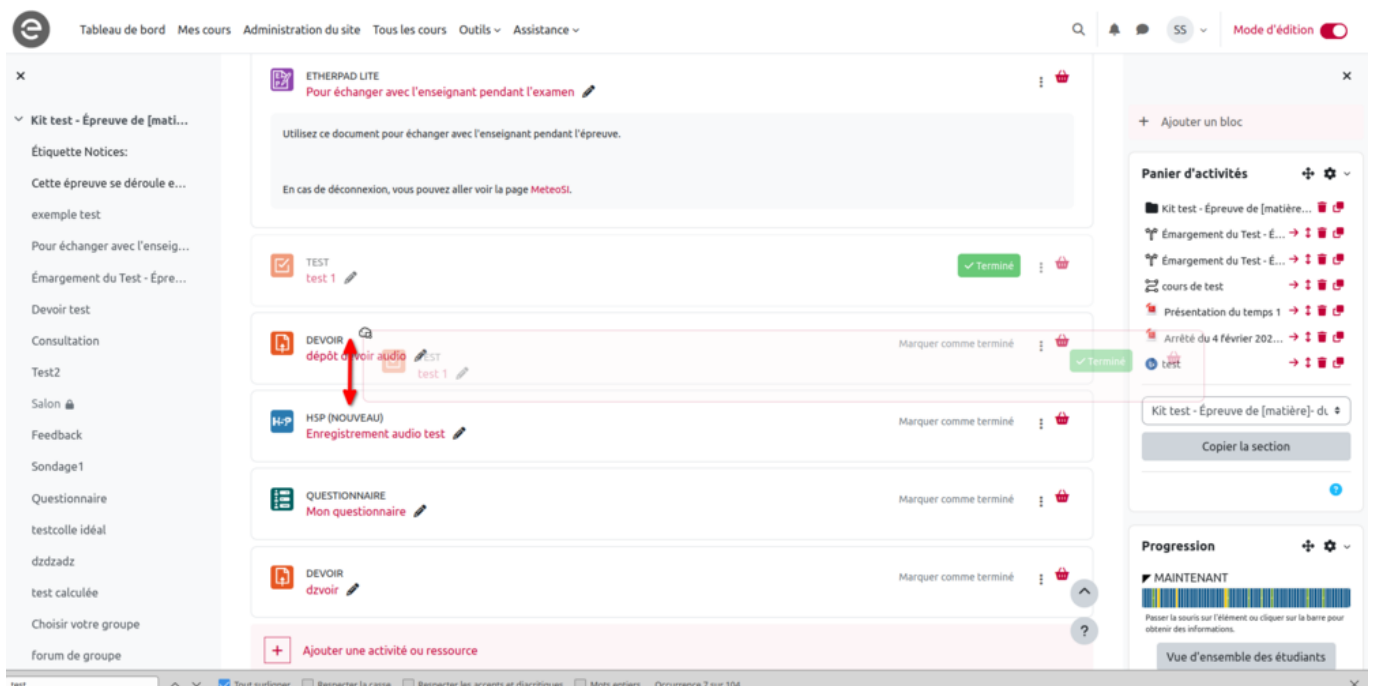 Tableau de bord Mes cours Administration du site Tous les cours Outils Assistance SS Mode d'édition
Kit test - Épreuve de [mati...
Étiquette Notices:
Cette épreuve se déroule e...
exemple test
Pour échanger avec l'enseig...
Émargement du Test - Épre...
Devoir test
Consultation
Test2
Salon
Feedback
Sondage1
Questionnaire
testcolle idéal
dzdzadz
test calculée
Choisir votre groupe
forum de groupe
ETHERPAD LITE
Pour échanger avec l'enseignant pendant l'examen
Utilisez ce document pour échanger avec l'enseignant pendant l'épreuve.
En cas de déconnexion, vous pouvez aller voir la page MeteoSI.
TEST
test 1
Terminé
DEVOIR
dépôt devoir audio
Marquer comme terminé
TEST
test 1
Terminé
H5P (NOUVEAU)
Enregistrement audio test
Marquer comme terminé
QUESTIONNAIRE
Mon questionnaire
Marquer comme terminé
DEVOIR
dzvoir
Marquer comme terminé
+ Ajouter une activité ou ressource
?
+ Ajouter un bloc
Panier d'activités
Kit test - Épreuve de [matière...
Émargement du Test - É...
Émargement du Test - É...
cours de test
Présentation du temps 1
Arrêté du 4 février 202...
test
Kit test - Épreuve de [matière]- du
Copier la section
?
Progression
MAINTENANT
Passer la souris sur l'élément ou cliquer sur la barre pour
obtenir des informations.
Vue d'ensemble des étudiants
test Tout surligner Respecter la casse Respecter les accents et diacritiques Mots entiers Occurrence 7 sur 104